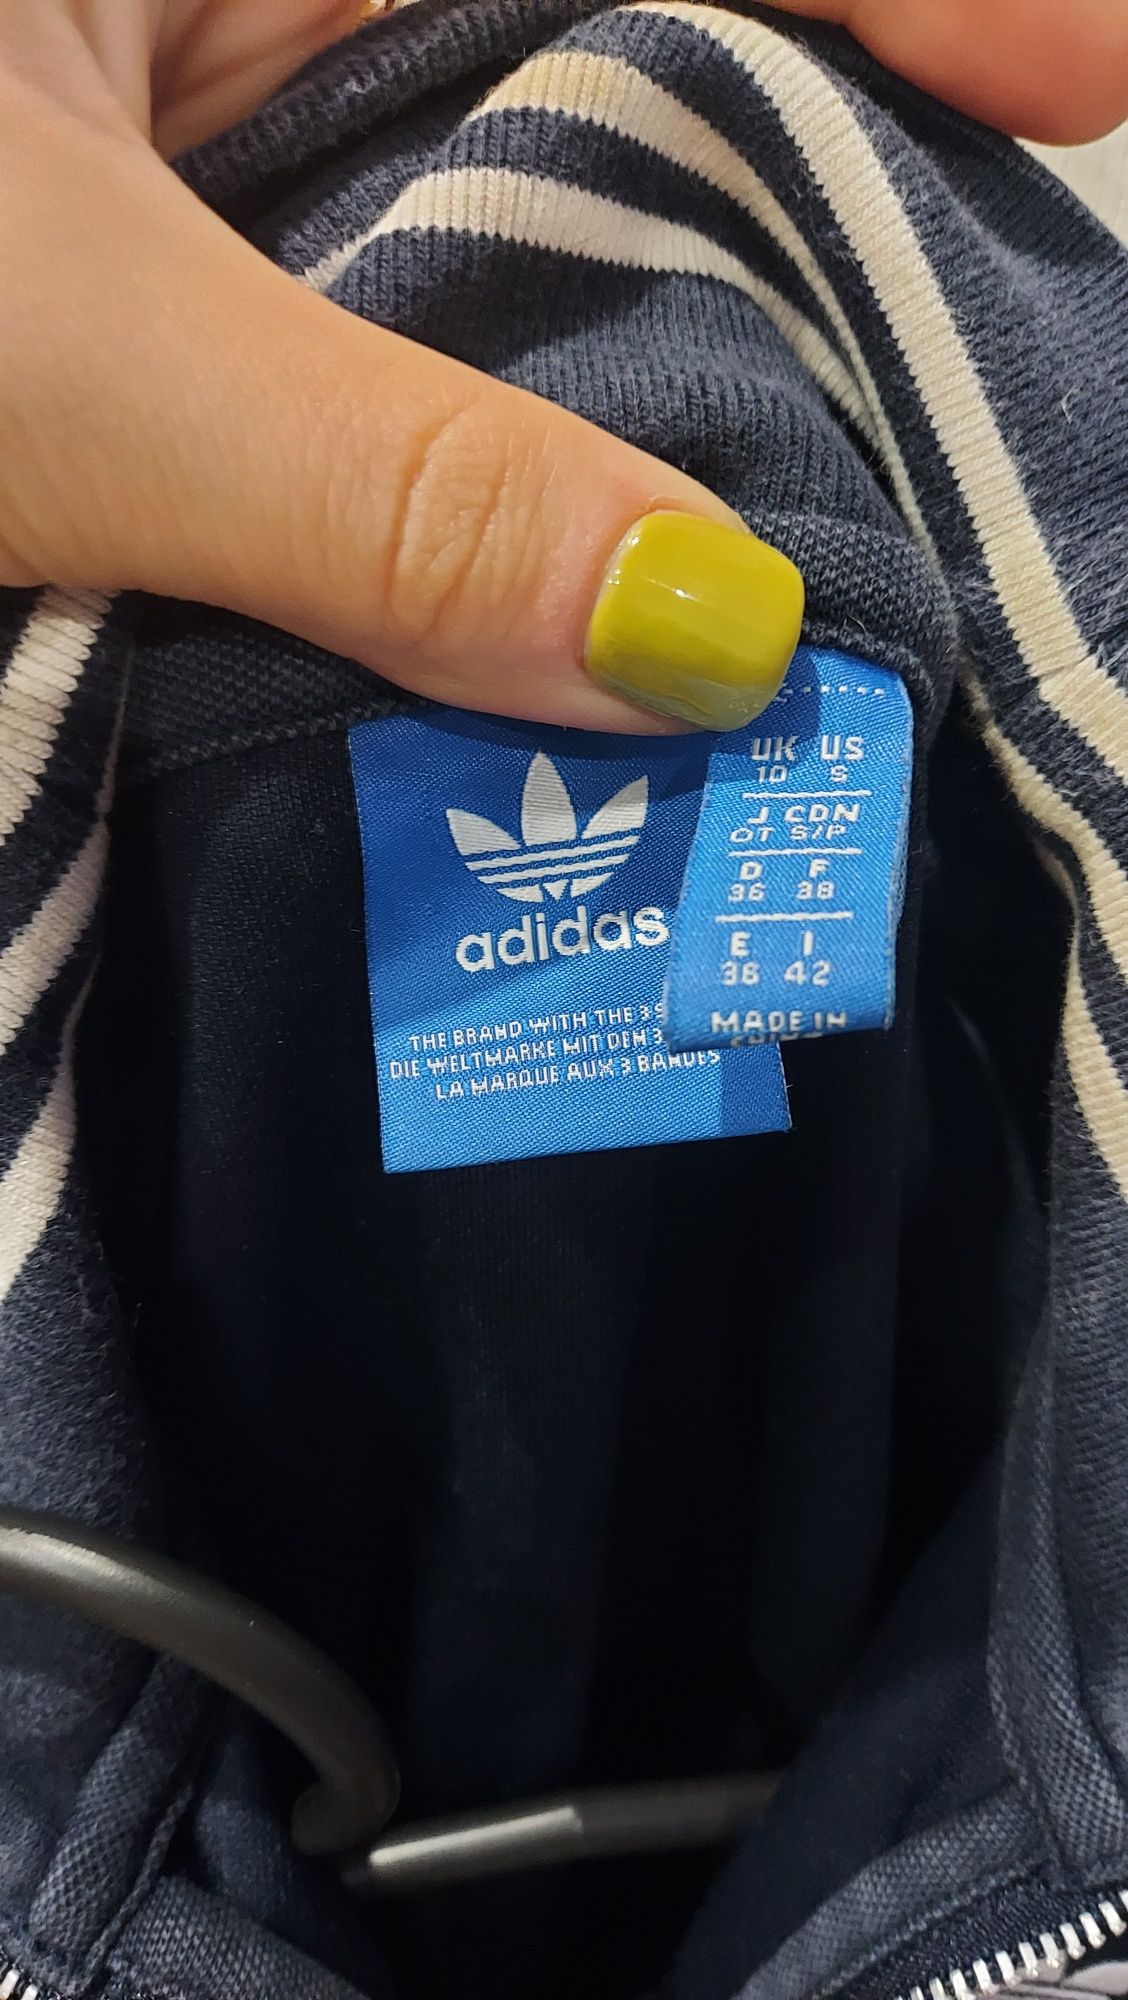 adidas
THE BRAND WITH THE 3
DIE WELTMARKE MIT DEN 3
LA MARQUE AUX 3 BANDES
UK US
10 S
J CDN
OT S/P
D F
36 38
E I
38 42
MADE IN
CHINA